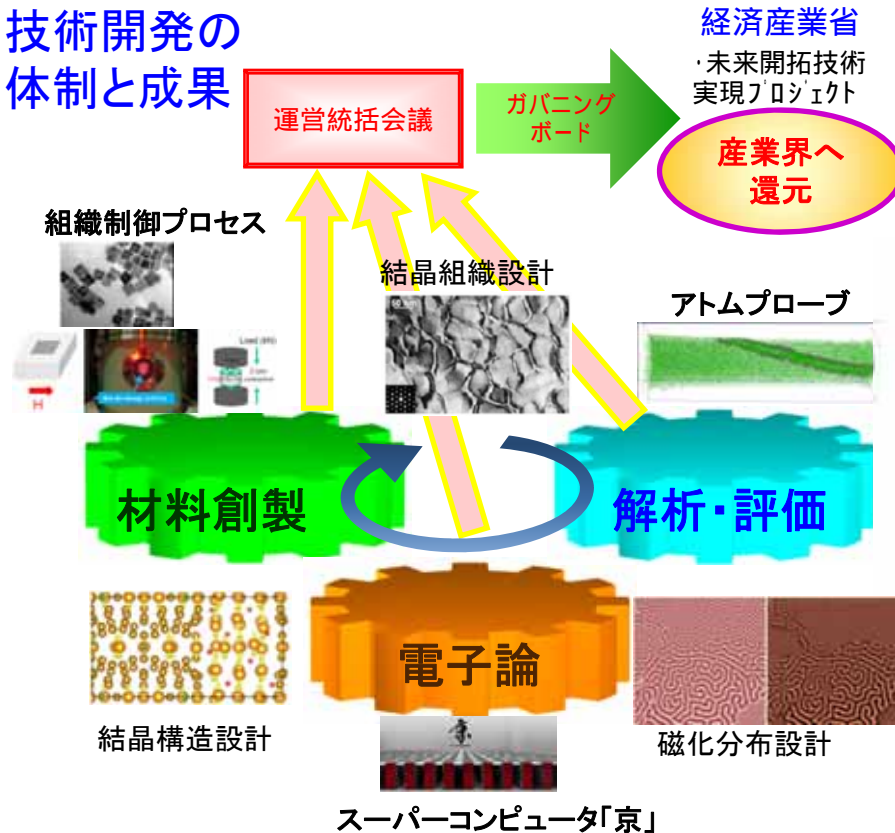 技術開発の
体制と成果
経済産業省
・未来開拓技術
実現プロジェクト
運営統括会議
ガバニング
ボード
産業界へ
還元
組織制御プロセス
結晶組織設計
アトムプローブ
50 nm
Load (kN)
H
材料創製
解析・評価
電子論
結晶構造設計
京
磁化分布設計
スーパーコンピュータ「京」